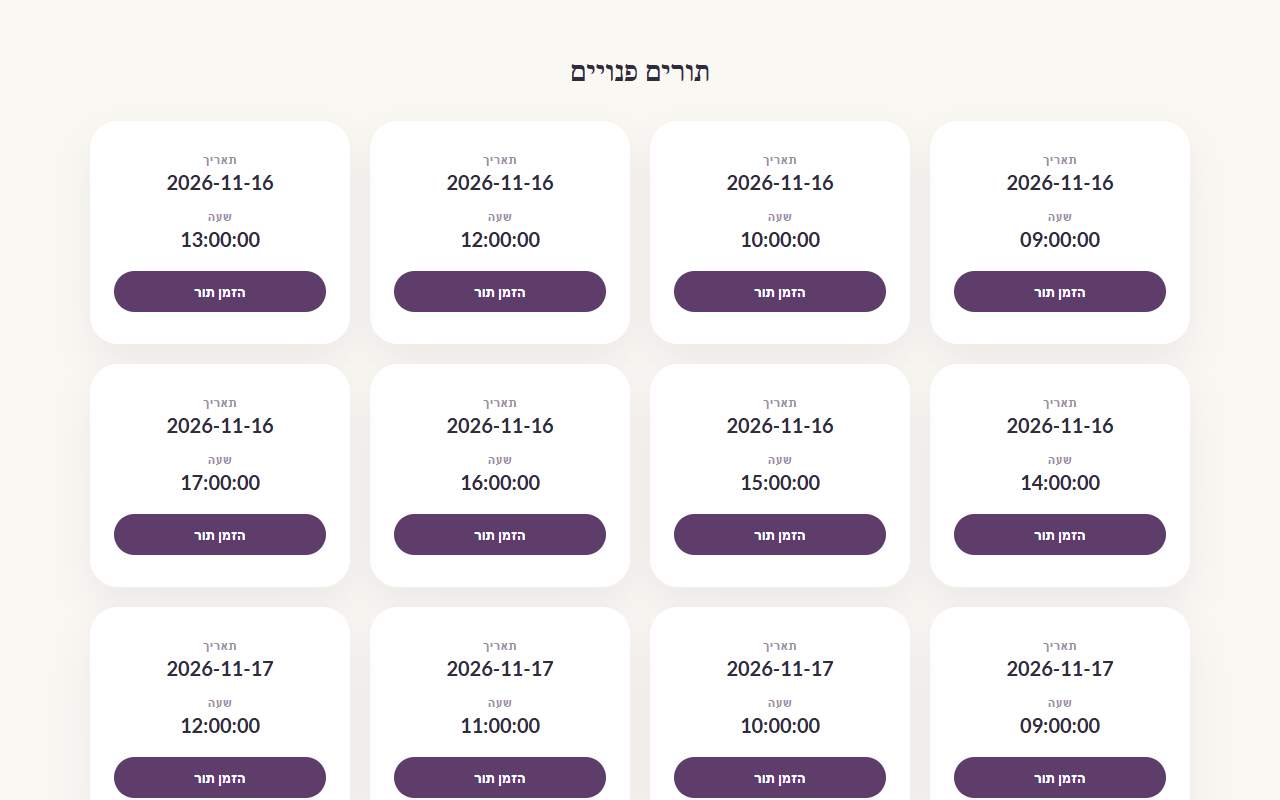 תורים פנויים
תאריך
2026-11-16
שעה
09:00:00
הזמן תור
תאריך
2026-11-16
שעה
10:00:00
הזמן תור
תאריך
2026-11-16
שעה
12:00:00
הזמן תור
תאריך
2026-11-16
שעה
13:00:00
הזמן תור
תאריך
2026-11-16
שעה
14:00:00
הזמן תור
תאריך
2026-11-16
שעה
15:00:00
הזמן תור
תאריך
2026-11-16
שעה
16:00:00
הזמן תור
תאריך
2026-11-16
שעה
17:00:00
הזמן תור
תאריך
2026-11-17
שעה
09:00:00
הזמן תור
תאריך
2026-11-17
שעה
10:00:00
הזמן תור
תאריך
2026-11-17
שעה
11:00:00
הזמן תור
תאריך
2026-11-17
שעה
12:00:00
הזמן תור